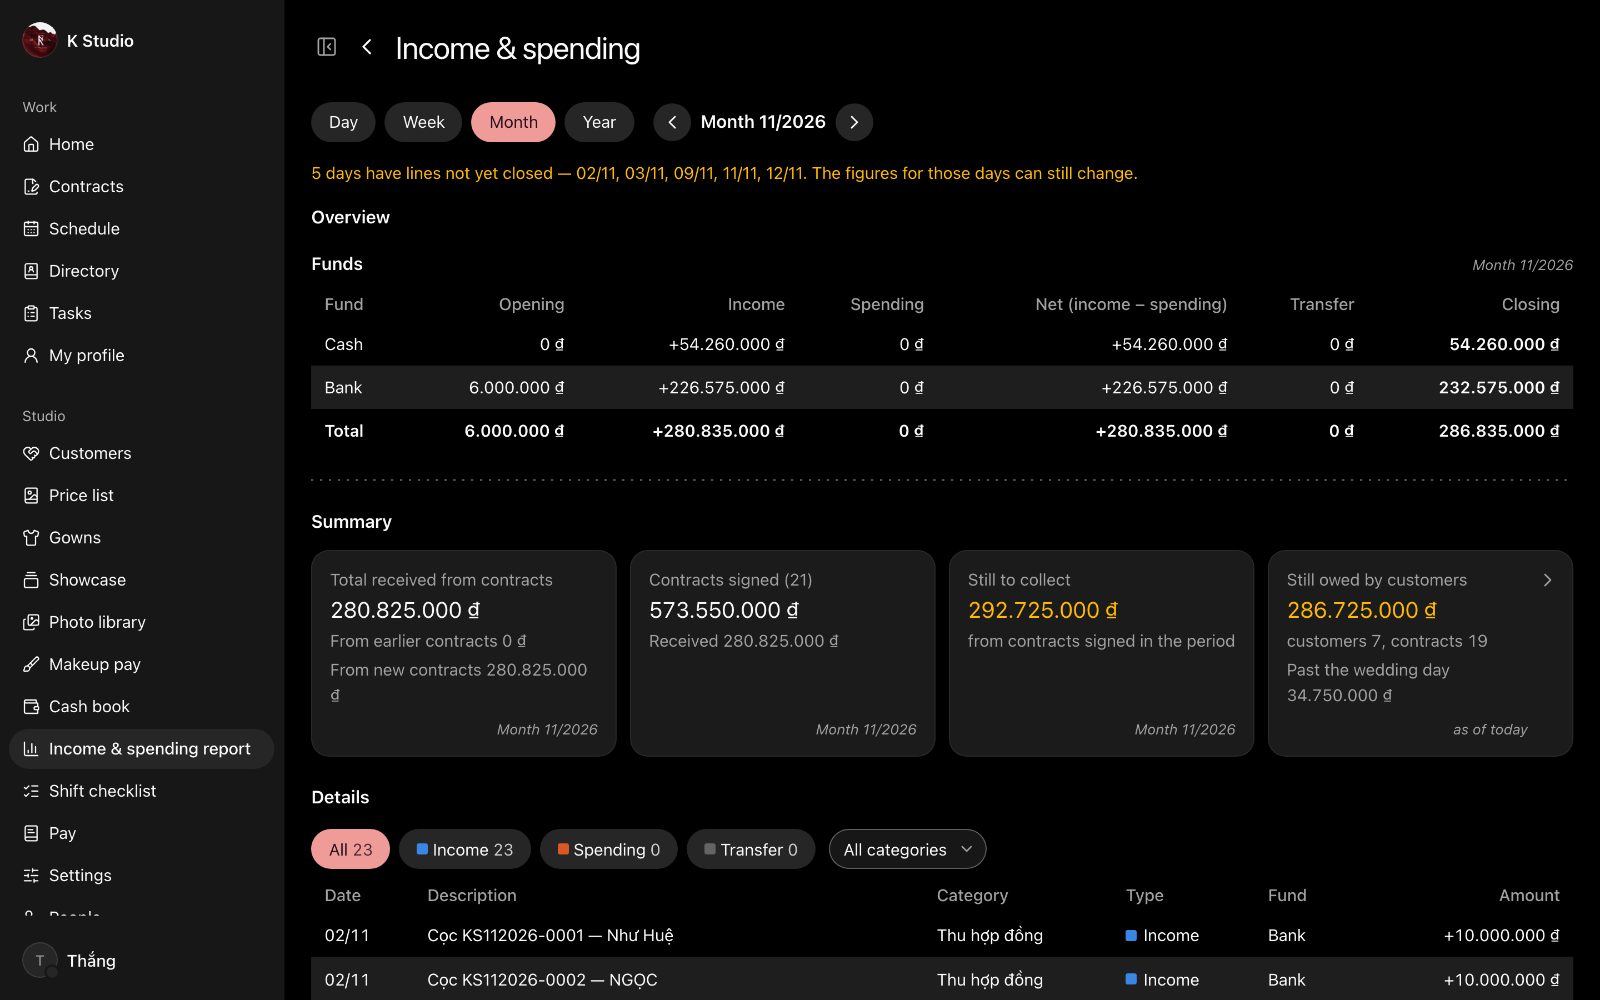 K Studio
Work
Home
Contracts
Schedule
Directory
Tasks
My profile
Studio
Customers
Price list
Gowns
Showcase
Photo library
Makeup pay
Cash book
Income & spending report
Shift checklist
Pay
Settings
T Thắng
Income & spending
Day Week Month Year Month 11/2026
5 days have lines not yet closed — 02/11, 03/11, 09/11, 11/11, 12/11. The figures for those days can still change.
Overview
Funds Month 11/2026
Fund Opening Income Spending Net (income – spending) Transfer Closing
Cash 0 ₫ +54.260.000 ₫ 0 ₫ +54.260.000 ₫ 0 ₫ 54.260.000 ₫
Bank 6.000.000 ₫ +226.575.000 ₫ 0 ₫ +226.575.000 ₫ 0 ₫ 232.575.000 ₫
Total 6.000.000 ₫ +280.835.000 ₫ 0 ₫ +280.835.000 ₫ 0 ₫ 286.835.000 ₫
Summary
Total received from contracts
280.825.000 ₫
From earlier contracts 0 ₫
From new contracts 280.825.000
₫
Month 11/2026
Contracts signed (21)
573.550.000 ₫
Received 280.825.000 ₫
Month 11/2026
Still to collect
292.725.000 ₫
from contracts signed in the period
Month 11/2026
Still owed by customers
286.725.000 ₫
customers 7, contracts 19
Past the wedding day
34.750.000 ₫
as of today
Details
All 23 Income 23 Spending 0 Transfer 0 All categories
Date Description Category Type Fund Amount
02/11 Cọc KS112026-0001 — Như Huệ Thu hợp đồng Income Bank +10.000.000 ₫
02/11 Cọc KS112026-0002 — NGỌC Thu hợp đồng Income Bank +10.000.000 ₫